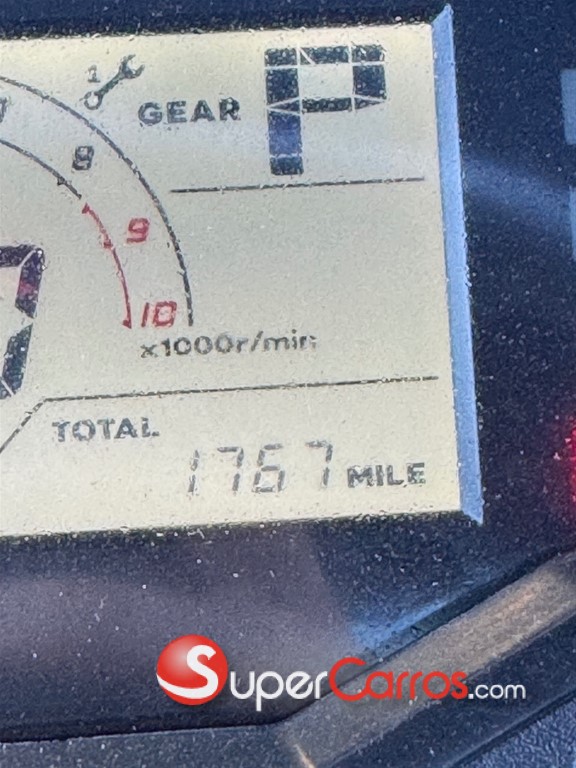 1
GEAR P
8
9
10
x1000r/min
TOTAL
1767 MILE
SuperCarros.com